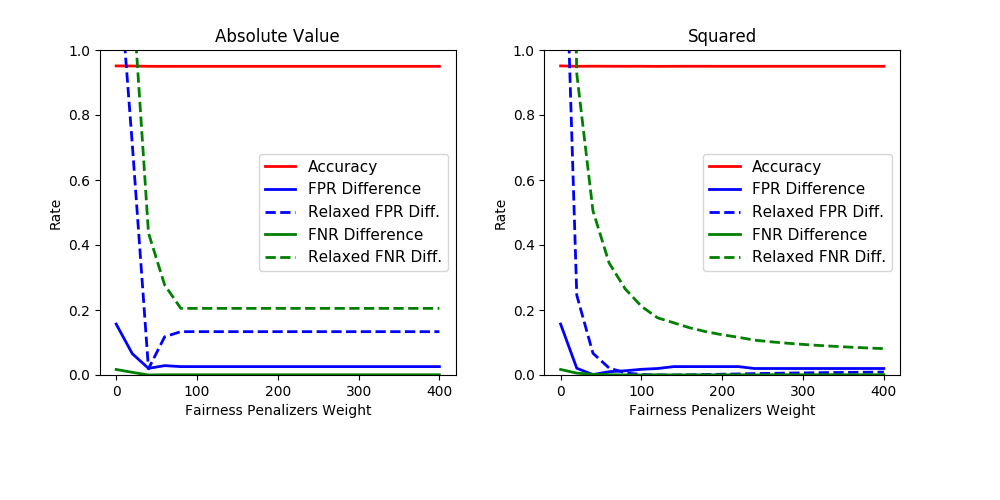 Absolute Value
1.0
0.8
0.6
0.4
0.2
0.0
Rate
Accuracy
FPR Difference
Relaxed FPR Diff.
FNR Difference
Relaxed FNR Diff.
0 100 200 300 400
Fairness Penalizers Weight
Squared
1.0
0.8
0.6
0.4
0.2
0.0
Rate
Accuracy
FPR Difference
Relaxed FPR Diff.
FNR Difference
Relaxed FNR Diff.
0 100 200 300 400
Fairness Penalizers Weight